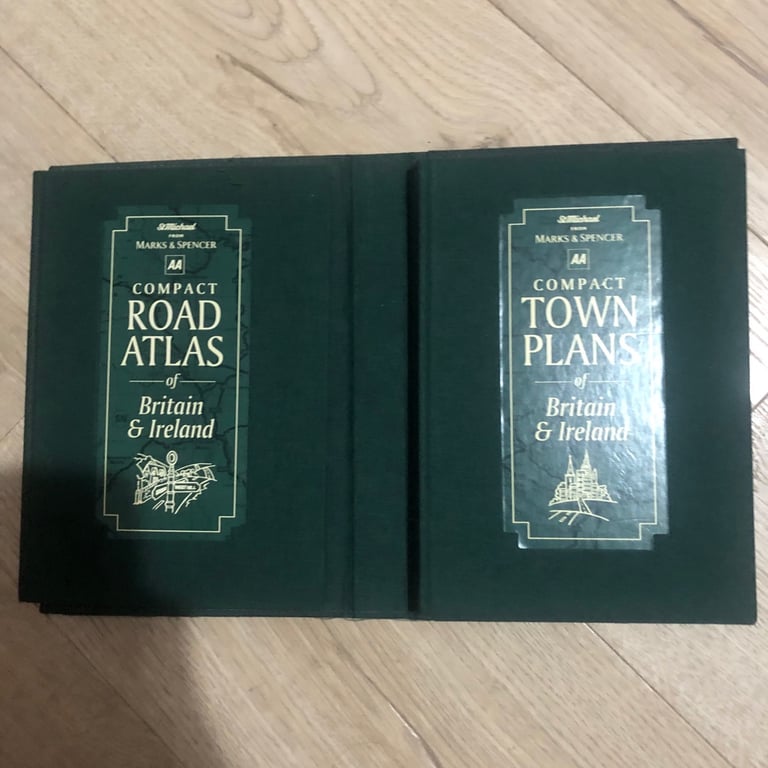 St Michael
FROM
MARKS & SPENCER
AA
COMPACT
ROAD
ATLAS
of
Britain
& Ireland
St Michael
FROM
MARKS & SPENCER
AA
COMPACT
TOWN
PLANS
of
Britain
& Ireland